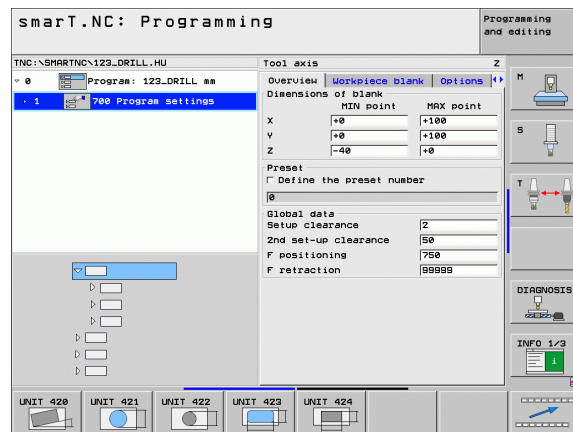 smarT.NC: Programming
Programming
and editing
TNC:\SMARTNC\123_DRILL.HU
Tool axis Z
0 Program: 123_DRILL mm
1 700 Program settings
Overview Workpiece blank Options
Dimensions of blank
MIN point MAX point
X +0 +100
Y +0 +100
Z -40 +0
Preset
Define the preset number
0
Global data
Setup clearance 2
2nd set-up clearance 50
F positioning 750
F retraction 99999
M
S
T
DIAGNOSIS
INFO 1/3
i
UNIT 420 UNIT 421 UNIT 422 UNIT 423 UNIT 424